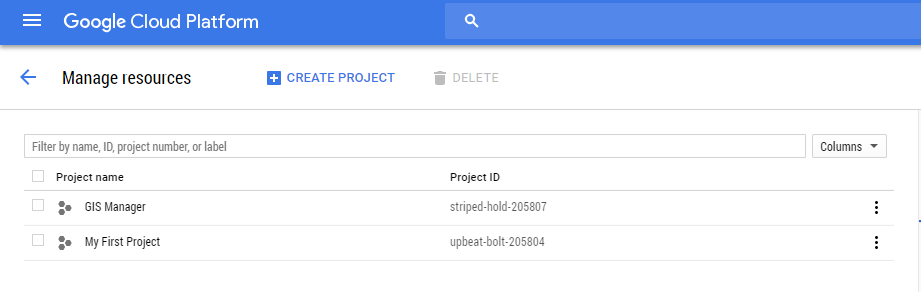 Google Cloud Platform
Manage resources CREATE PROJECT DELETE
Filter by name, ID, project number, or label Columns
Project name Project ID
GIS Manager striped-hold-205807
My First Project upbeat-bolt-205804